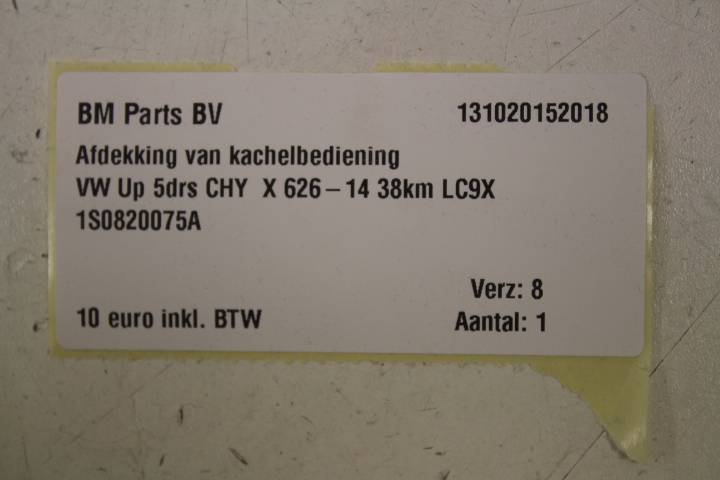 BM Parts BV 131020152018
Afdekking van kachelbediening
VW Up 5drs CHY X 626-14 38km LC9X
1S0820075A
Verz: 8
10 euro inkl. BTW Aantal: 1